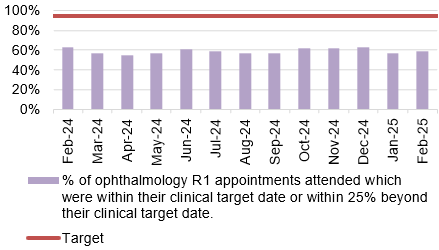 100%
80%
60%
40%
20%
0%
Feb-24
Mar-24
Apr-24
May-24
Jun-24
Jul-24
Aug-24
Sep-24
Oct-24
Nov-24
Dec-24
Jan-25
Feb-25
% of ophthalmology R1 appointments attended which
were within their clinical target date or within 25% beyond
their clinical target date.
Target